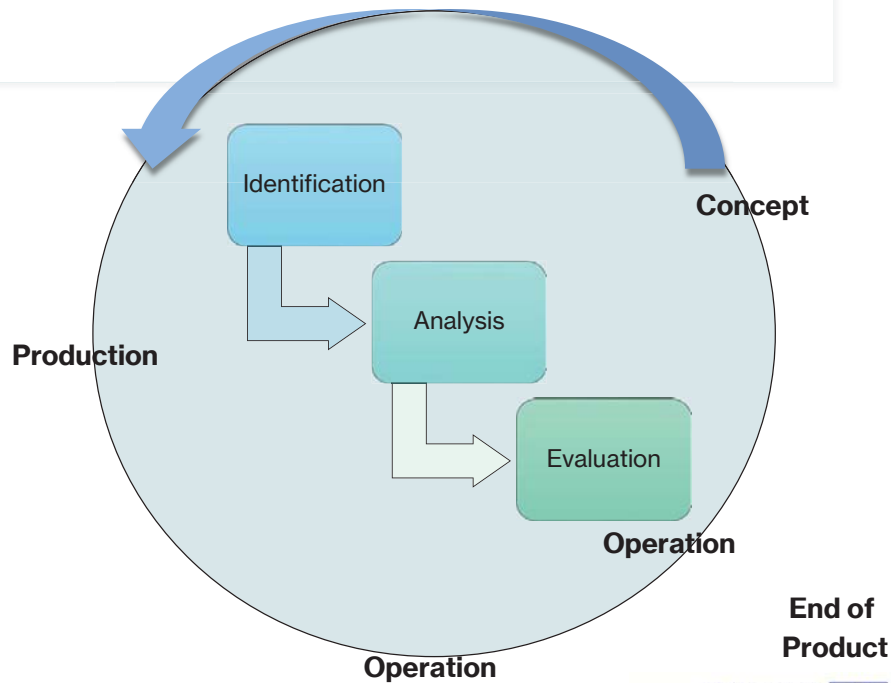 Identification
Concept
Analysis
Production
Evaluation
Operation
End of
Product
Operation